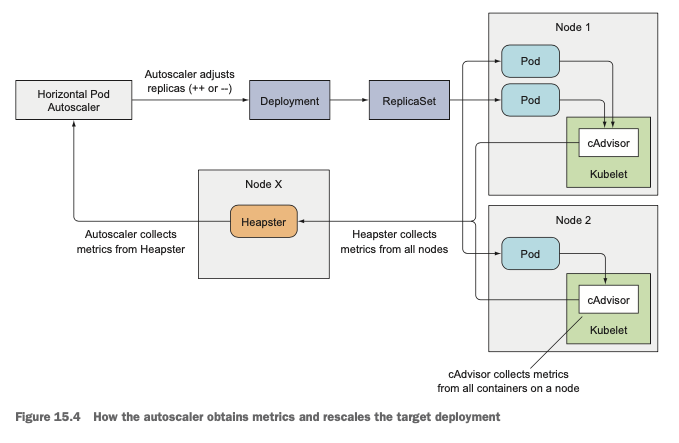 Node 1
Pod
Autoscaler adjusts
replicas (++ or --)
Horizontal Pod
Autoscaler
Deployment
ReplicaSet
Pod
cAdvisor
Kubelet
Node X
Heapster
Autoscaler collects
metrics from Heapster
Heapster collects
metrics from all nodes
Node 2
Pod
cAdvisor
Kubelet
cAdvisor collects metrics
from all containers on a node
Figure 15.4 How the autoscaler obtains metrics and rescales the target deployment